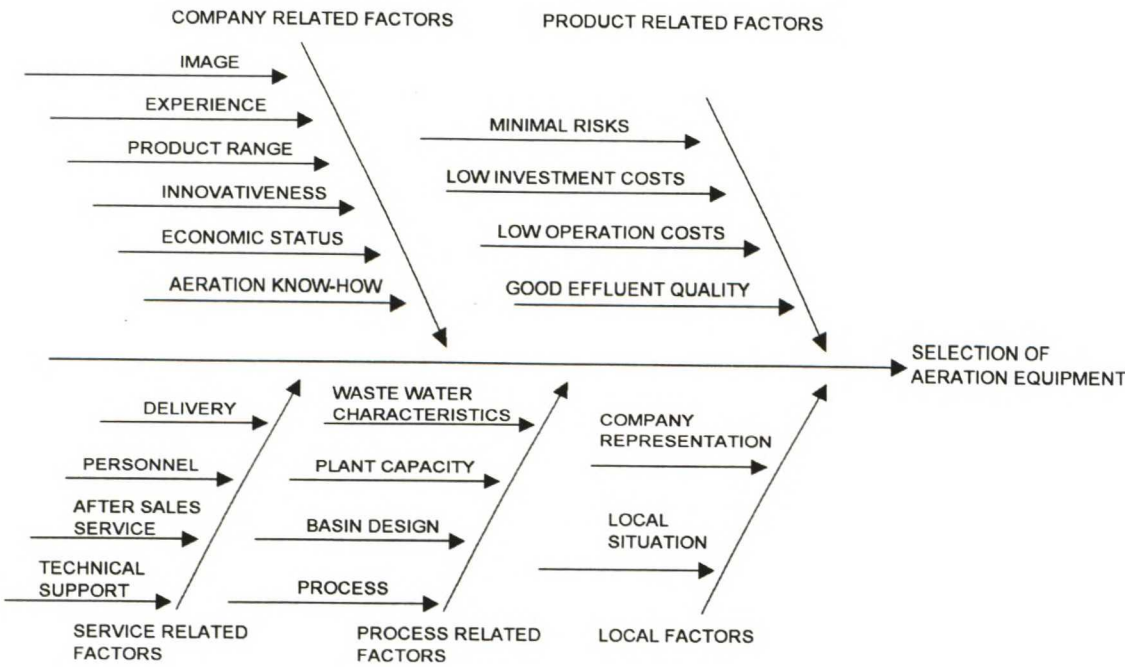 COMPANY RELATED FACTORS
IMAGE
EXPERIENCE
PRODUCT RANGE
INNOVATIVENESS
ECONOMIC STATUS
AERATION KNOW-HOW
PRODUCT RELATED FACTORS
MINIMAL RISKS
LOW INVESTMENT COSTS
LOW OPERATION COSTS
GOOD EFFLUENT QUALITY
SELECTION OF
AERATION EQUIPMENT
DELIVERY
PERSONNEL
AFTER SALES
SERVICE
TECHNICAL
SUPPORT
SERVICE RELATED
FACTORS
WASTE WATER
CHARACTERISTICS
PLANT CAPACITY
BASIN DESIGN
PROCESS
PROCESS RELATED
FACTORS
COMPANY
REPRESENTATION
LOCAL
SITUATION
LOCAL FACTORS